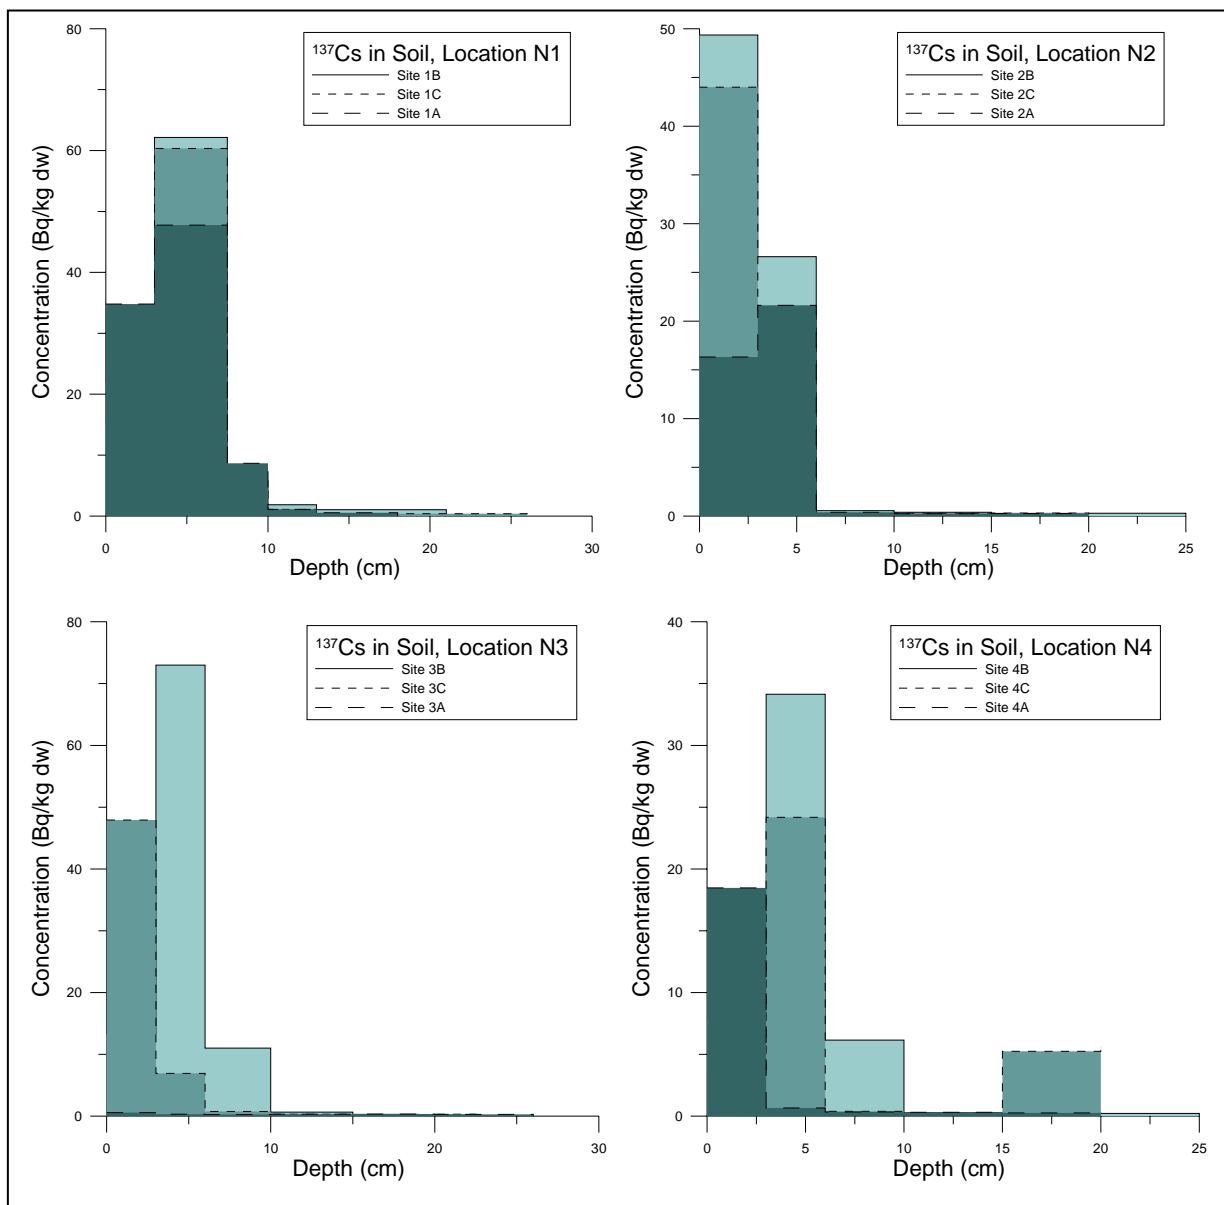 80
60
40
20
0
Concentration (Bq/kg dw)
¹³⁷Cs in Soil, Location N1
Site 1B
Site 1C
Site 1A
0 10 20 30
Depth (cm)
50
40
30
20
10
0
Concentration (Bq/kg dw)
¹³⁷Cs in Soil, Location N2
Site 2B
Site 2C
Site 2A
0 5 10 15 20 25
Depth (cm)
80
60
40
20
0
Concentration (Bq/kg dw)
¹³⁷Cs in Soil, Location N3
Site 3B
Site 3C
Site 3A
0 10 20 30
Depth (cm)
40
30
20
10
0
Concentration (Bq/kg dw)
¹³⁷Cs in Soil, Location N4
Site 4B
Site 4C
Site 4A
0 5 10 15 20 25
Depth (cm)